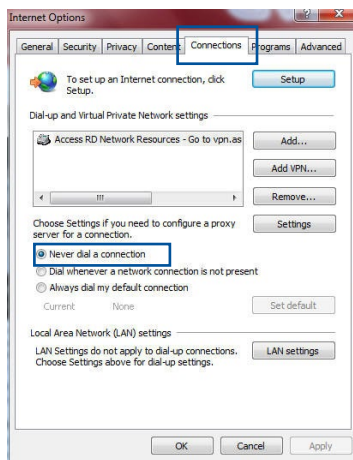 Internet Options
General Security Privacy Content Connections Programs Advanced
To set up an Internet connection, click
Setup.
Setup
Dial-up and Virtual Private Network settings
Access RD Network Resources - Go to vpn.as
Add...
Add VPN...
Remove...
Choose Settings if you need to configure a proxy
server for a connection.
Settings
Never dial a connection
Dial whenever a network connection is not present
Always dial my default connection
Current None
Set default
Local Area Network (LAN) settings
LAN Settings do not apply to dial-up connections.
Choose Settings above for dial-up settings.
LAN settings
OK Cancel Apply